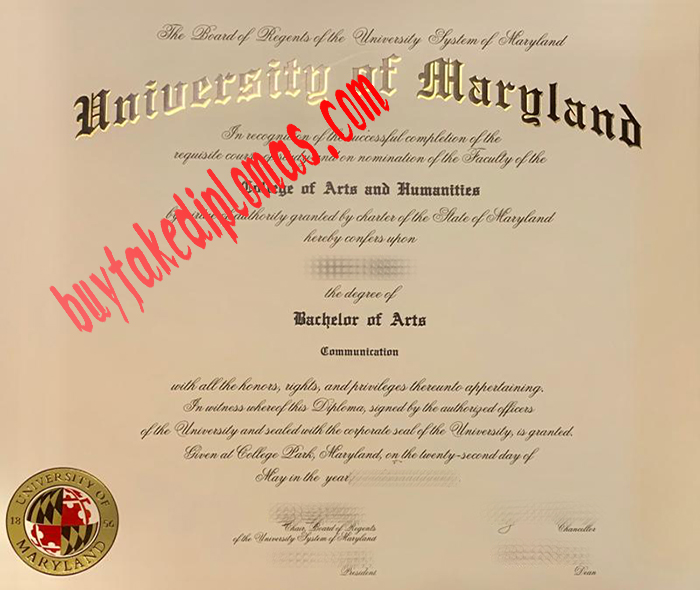 The Board of Regents of the University System of Maryland
University of Maryland
In recognition of the successful completion of the
requisite course of study and on nomination of the Faculty of the
College of Arts and Humanities
by virtue of authority granted by charter of the State of Maryland
hereby confers upon
the degree of
Bachelor of Arts
Communication
with all the honors, rights, and privileges thereunto appertaining.
In witness whereof this Diploma, signed by the authorized officers
of the University and sealed with the corporate seal of the University, is granted.
Given at College Park, Maryland, on the twenty-second day of
May in the year
Chair, Board of Regents
of the University System of Maryland
Chancellor
President
Dean
UNIVERSITY OF
18 56
MARYLAND
buyfakediplomas.com